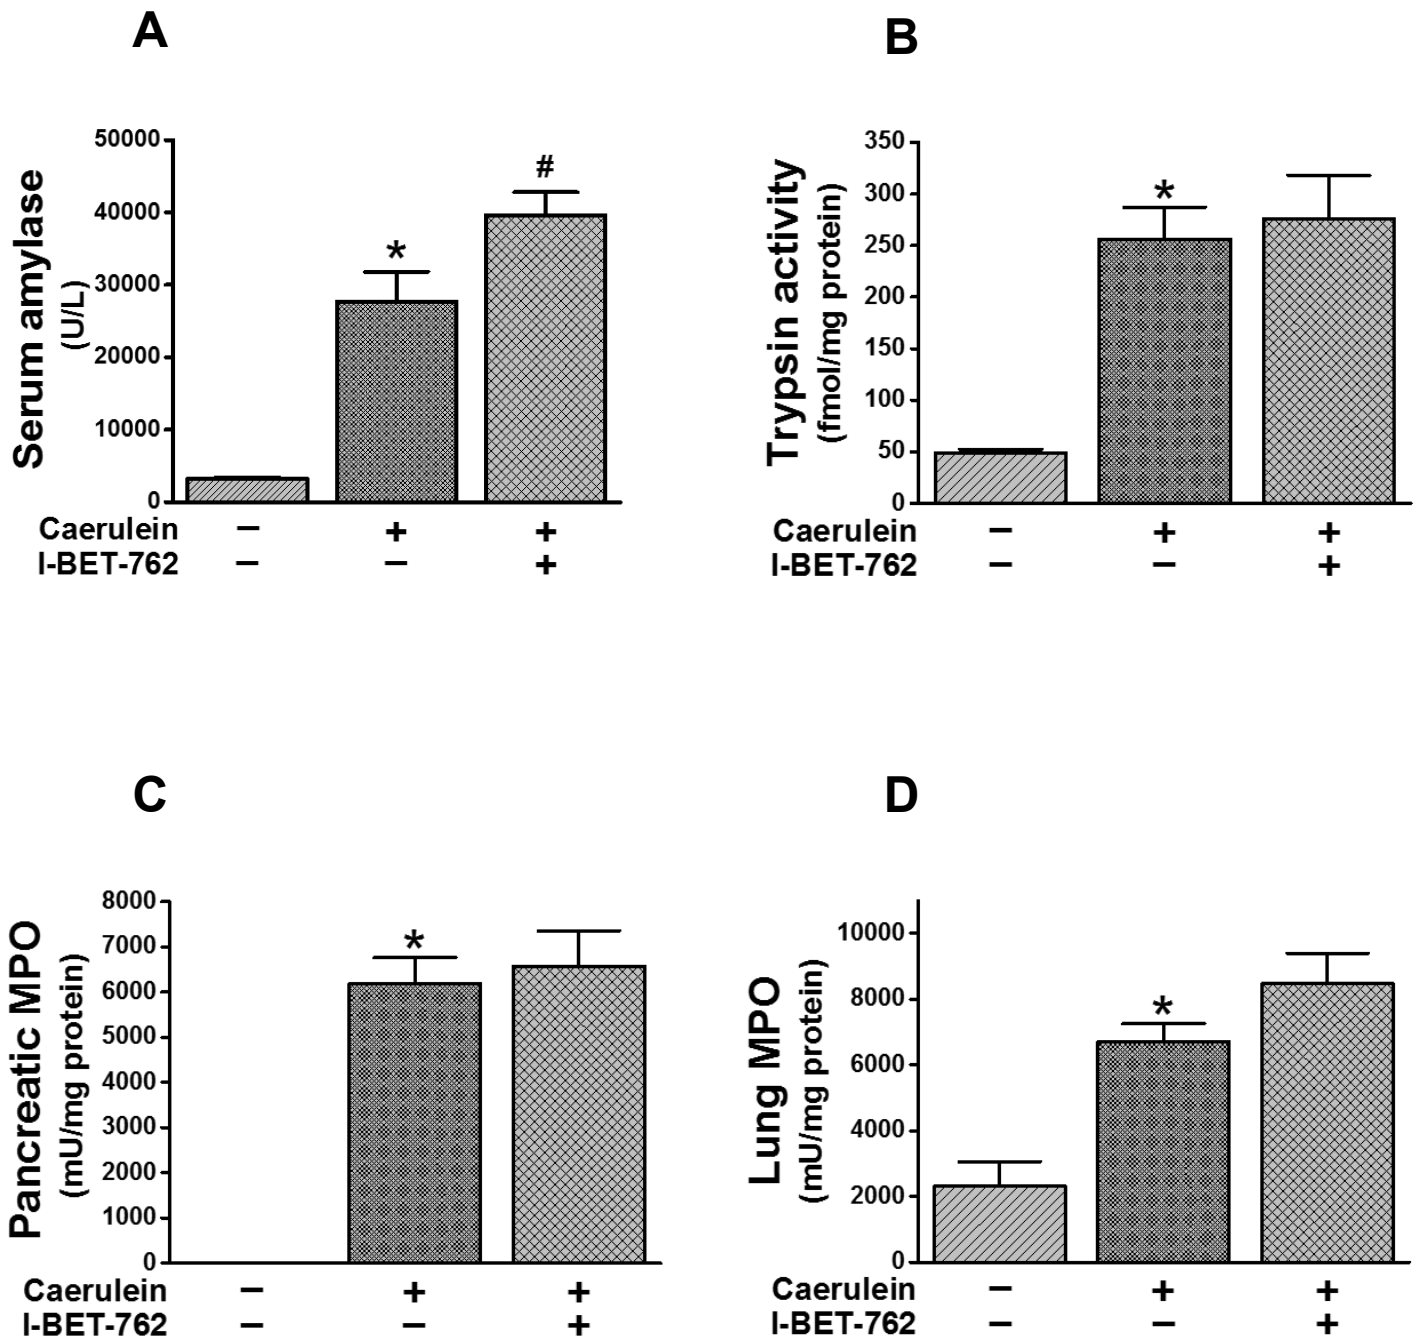 A
B
Serum amylase
(U/L)
50000
40000
30000
20000
10000
0
*
#
Caerulein − + +
I-BET-762 − − +
Trypsin activity
(fmol/mg protein)
350
300
250
200
150
100
50
0
*
Caerulein − + +
I-BET-762 − − +
C
D
Pancreatic MPO
(mU/mg protein)
8000
7000
6000
5000
4000
3000
2000
1000
0
*
Caerulein − + +
I-BET-762 − − +
Lung MPO
(mU/mg protein)
10000
8000
6000
4000
2000
0
*
Caerulein − + +
I-BET-762 − − +